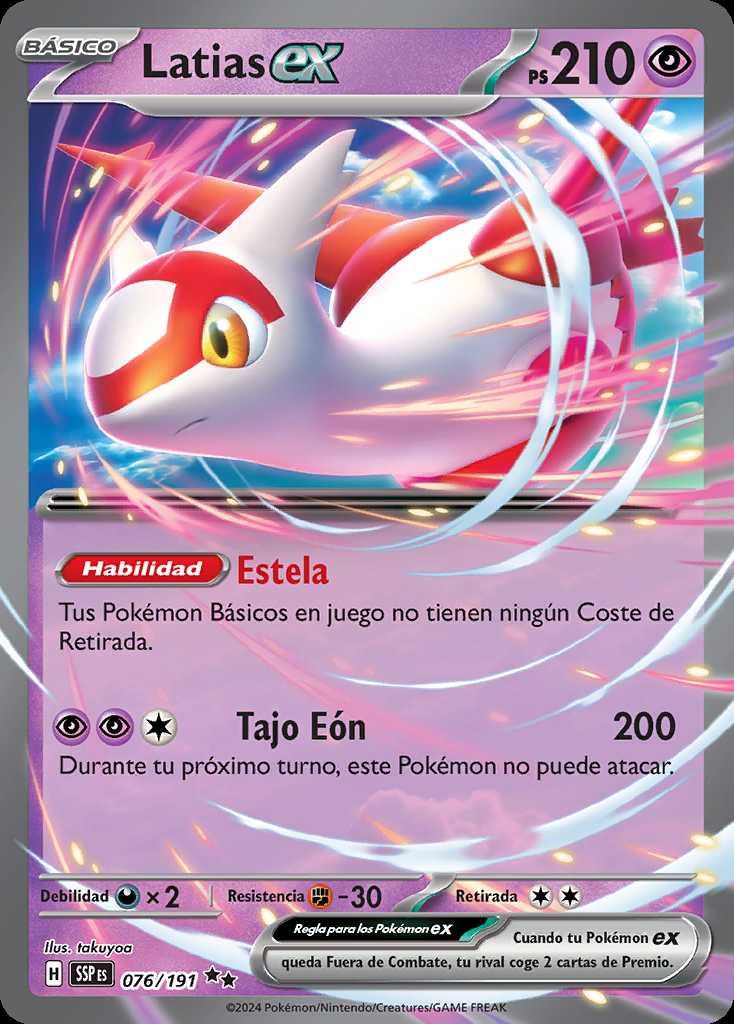 BÁSICO
Latias ex
PS 210
Habilidad Estela
Tus Pokémon Básicos en juego no tienen ningún Coste de
Retirada.
Tajo Eón 200
Durante tu próximo turno, este Pokémon no puede atacar.
Debilidad ×2 Resistencia -30 Retirada
Regla para los Pokémon ex
Cuando tu Pokémon ex
queda Fuera de Combate, tu rival coge 2 cartas de Premio.
Ilus. takuyoa
H SSP ES 076/191
©2024 Pokémon/Nintendo/Creatures/GAME FREAK